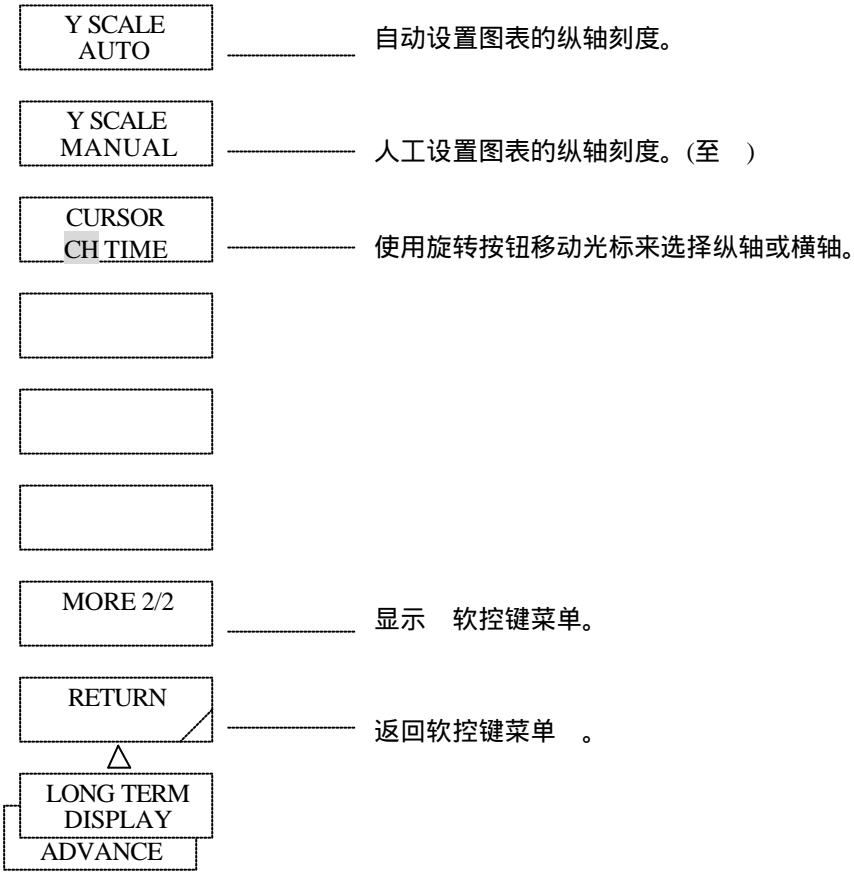 Y SCALE
AUTO
自动设置图表的纵轴刻度。
Y SCALE
MANUAL
人工设置图表的纵轴刻度。(至 )
CURSOR
CH TIME
使用旋转按钮移动光标来选择纵轴或横轴。
MORE 2/2
显示 软控键菜单。
RETURN
返回软控键菜单 。
LONG TERM
DISPLAY
ADVANCE